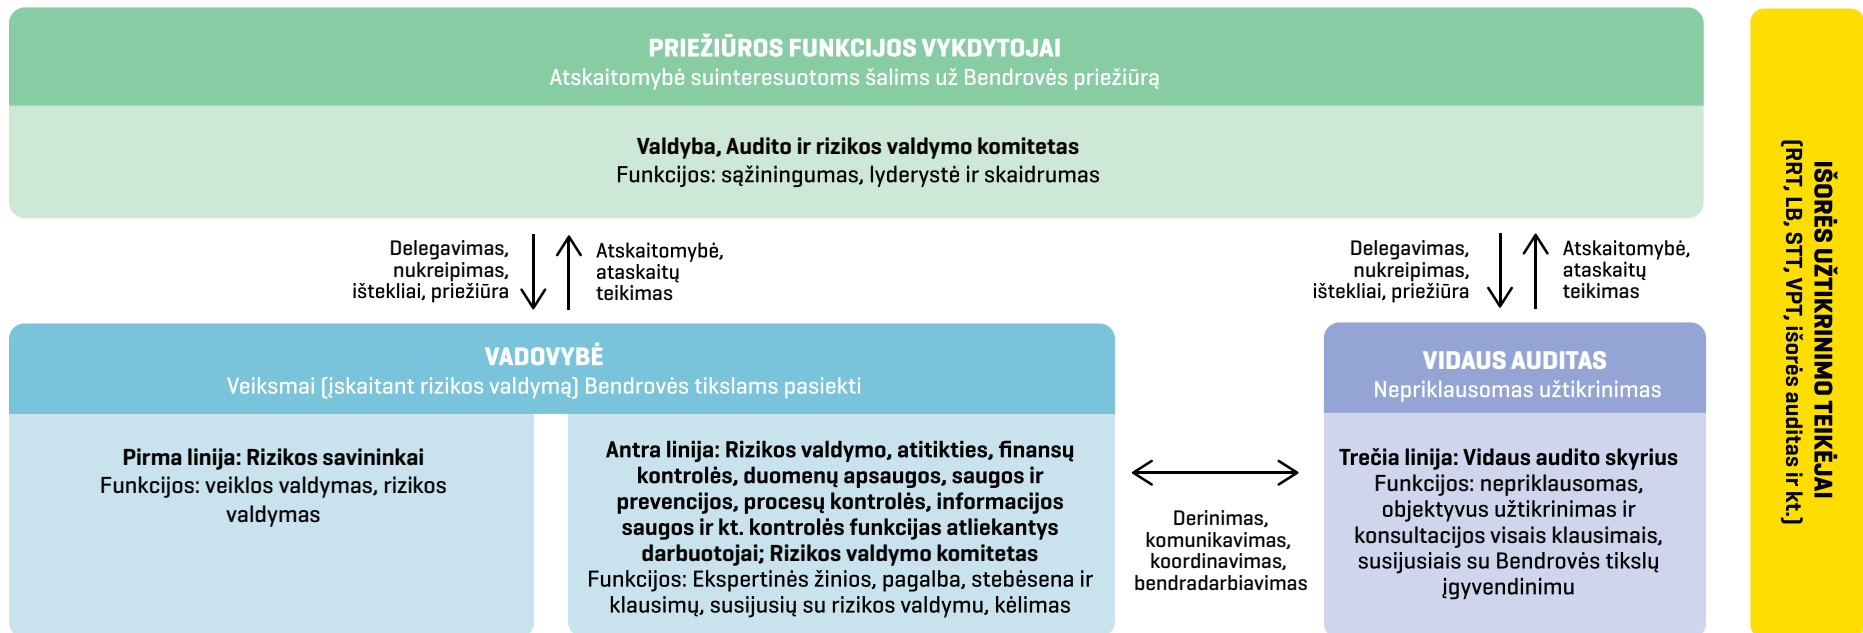 PRIEŽIŪROS FUNKCIJOS VYKDYTOJAI
Atskaitomybė suinteresuotoms šalims už Bendrovės priežiūrą
Valdyba, Audito ir rizikos valdymo komitetas
Funkcijos: sąžiningumas, lyderystė ir skaidrumas
Delegavimas,
nukreipimas,
ištekliai, priežiūra
Atskaitomybė,
ataskaitų
teikimas
Delegavimas,
nukreipimas,
ištekliai, priežiūra
Atskaitomybė,
ataskaitų
teikimas
VADOVYBĖ
Veiksmai (įskaitant rizikos valdymą) Bendrovės tikslams pasiekti
Pirma linija: Rizikos savininkai
Funkcijos: veiklos valdymas, rizikos
valdymas
Antra linija: Rizikos valdymo, atitikties, finansų
kontrolės, duomenų apsaugos, saugos ir
prevencijos, procesų kontrolės, informacijos
saugos ir kt. kontrolės funkcijas atliekantys
darbuotojai; Rizikos valdymo komitetas
Funkcijos: Ekspertinės žinios, pagalba, stebėsena ir
klausimų, susijusių su rizikos valdymu, kėlimas
Derinimas,
komunikavimas,
koordinavimas,
bendradarbiavimas
VIDAUS AUDITAS
Nepriklausomas užtikrinimas
Trečia linija: Vidaus audito skyrius
Funkcijos: nepriklausomas,
objektyvus užtikrinimas ir
konsultacijos visais klausimais,
susijusiais su Bendrovės tikslų
įgyvendinimu
IŠORĖS UŽTIKRINIMO TEIKĖJAI
(RRT, LB, STT, VPT, išorės auditas ir kt.)